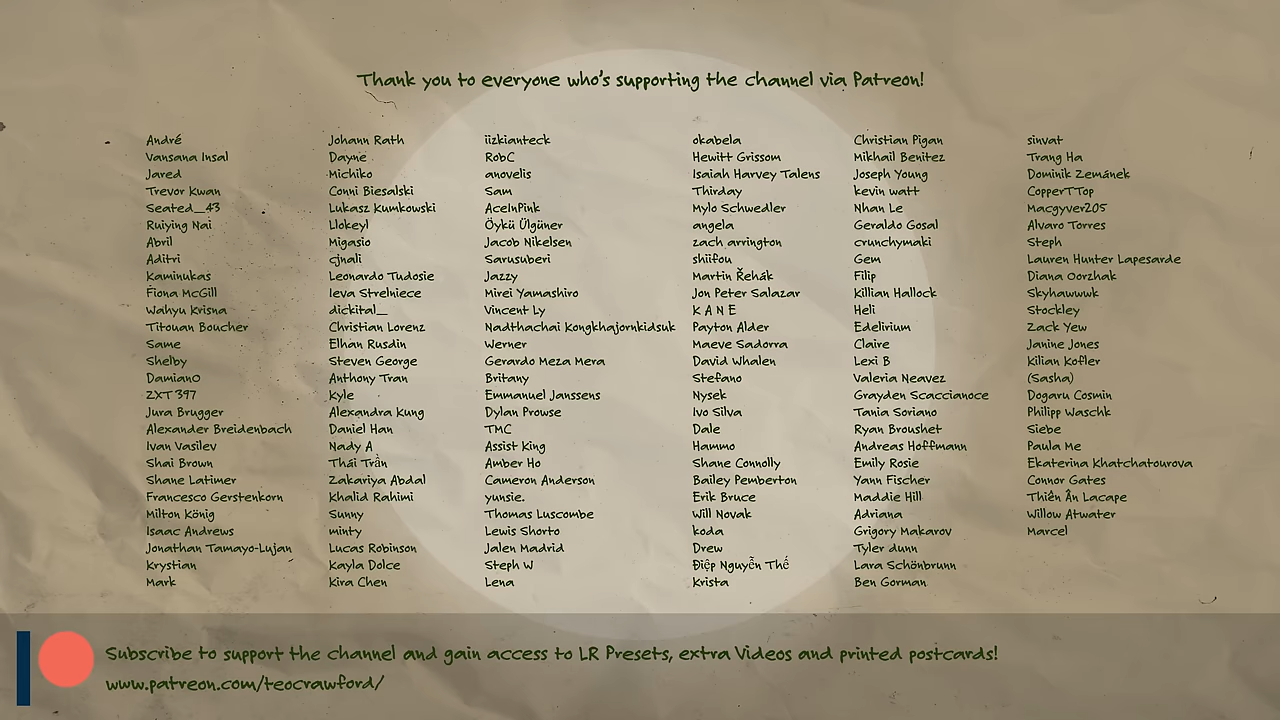 Thank you to everyone who's supporting the channel via Patreon!
André
Vansana Insal
Jared
Trevor Kwan
Seated_43
Ruiying Nai
Abril
Aditri
Kaminukas
Fiona McGill
Wahyu Krisna
Titouan Boucher
Same
Shelby
Damian0
ZXT 397
Jura Brugger
Alexander Breidenbach
Ivan Vasilev
Shai Brown
Shane Latimer
Francesco Gerstenkorn
Milton König
Isaac Andrews
Jonathan Tamayo-Lujan
Krystian
Mark
Johann Rath
Dayne
Michiko
Conni Biesalski
Lukasz Kumkowski
Llokeyl
Migasio
cjnali
Leonardo Tudosie
Ieva Strelniece
dickital_
Christian Lorenz
Elhan Rusdin
Steven George
Anthony Tran
Kyle
Alexandra Kung
Daniel Han
Nady A
Thái Trần
Zakariya Abdal
Khalid Rahimi
Sunny
minty
Lucas Robinson
Kayla Dolce
Kira Chen
iizkianteck
RobC
anovelis
Sam
AceInPink
Öykü Ülgüner
Jacob Nikelsen
Sarusuberi
Jazzy
Mirei Yamashiro
Vincent Ly
Nadthachai Kongkhajornkidsuk
Werner
Gerardo Meza Mera
Britany
Emmanuel Janssens
Dylan Prowse
TMC
Assist King
Amber Ho
Cameron Anderson
yunsie.
Thomas Luscombe
Lewis Shorto
Jalen Madrid
Steph W
Lena
okabela
Hewitt Grissom
Isaiah Harvey Talens
Thirday
Mylo Schwedler
angela
zach arrington
shiifou
Martin Řehák
Jon Peter Salazar
K A N E
Payton Alder
Maeve Sadorra
David Whalen
Stefano
Nysek
Ivo Silva
Dale
Hammo
Shane Connolly
Bailey Pemberton
Erik Bruce
Will Novak
koda
Drew
Điệp Nguyễn Thế
Krista
Christian Pigan
Mikhail Benitez
Joseph Young
kevin watt
Nhan Le
Geraldo Gosal
crunchymaki
Gem
Filip
Killian Hallock
Heli
Edelirium
Claire
Lexi B
Valeria Neavez
Grayden Scaccianoce
Tania Soriano
Ryan Broushet
Andreas Hoffmann
Emily Rosie
Yann Fischer
Maddie Hill
Adriana
Grigory Makarov
Tyler dunn
Lara Schönbrunn
Ben Gorman
sinvat
Trang Ha
Dominik Zemánek
CopperTTop
Macgyver205
Alvaro Torres
Steph
Lauren Hunter Lapesarde
Diana Oorzhak
Skyhawwwk
Stockley
Zack Yew
Janine Jones
Kilian Kofler
(Sasha)
Dogaru Cosmin
Philipp Waschk
Siebe
Paula Me
Ekaterina Khatchatourova
Connor Gates
Thiên Ân Lacape
Willow Atwater
Marcel
Subscribe to support the channel and gain access to LR Presets, extra Videos and printed postcards!
www.patreon.com/teocrawford/